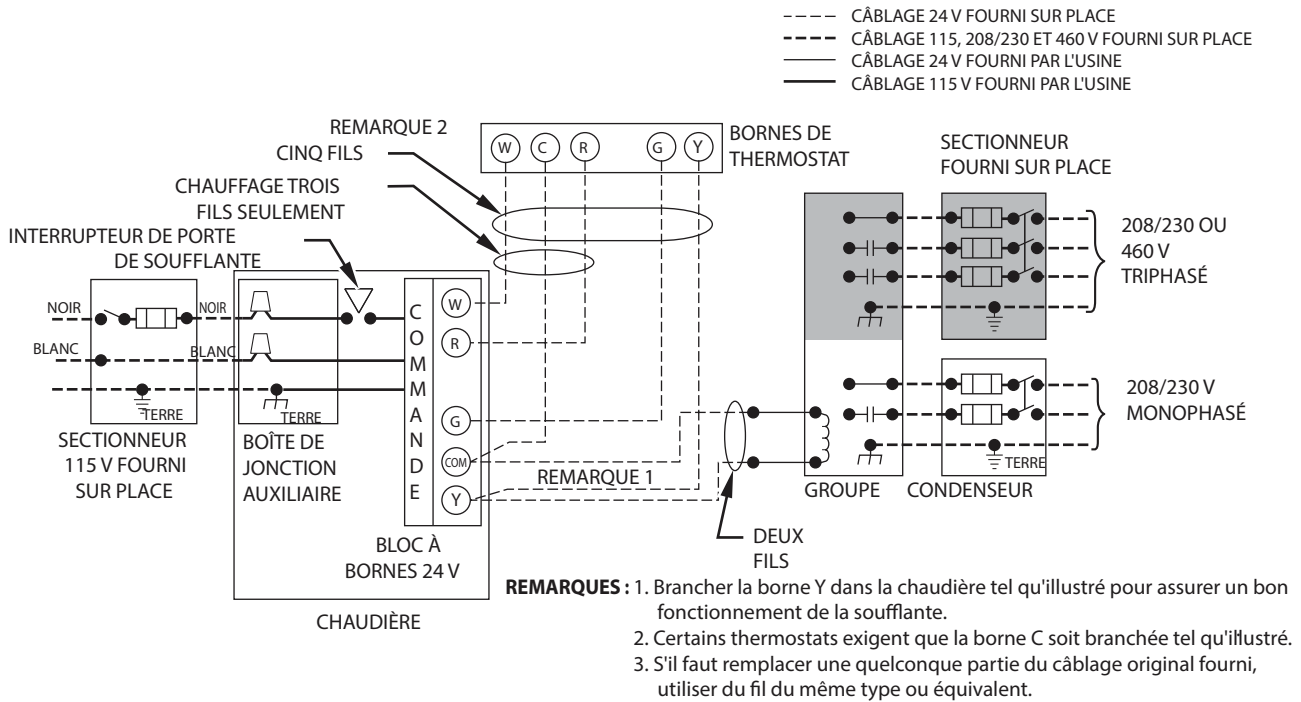 CÂBLAGE 24 V FOURNI SUR PLACE
CÂBLAGE 115, 208/230 ET 460 V FOURNI SUR PLACE
CÂBLAGE 24 V FOURNI PAR L'USINE
CÂBLAGE 115 V FOURNI PAR L'USINE
REMARQUE 2
CINQ FILS
CHAUFFAGE TROIS
FILS SEULEMENT
INTERRUPTEUR DE PORTE
DE SOUFFLANTE
W C R G Y
BORNES DE
THERMOSTAT
SECTIONNEUR
FOURNI SUR PLACE
208/230 OU
460 V
TRIPHASÉ
NOIR
NOIR
BLANC
BLANC
TERRE
TERRE
SECTIONNEUR
115 V FOURNI
SUR PLACE
BOÎTE DE
JONCTION
AUXILIAIRE
COMMANDE
W
R
G
COM
Y
BLOC À
BORNES 24 V
CHAUDIÈRE
REMARQUE 1
DEUX
FILS
GROUPE
CONDENSEUR
TERRE
208/230 V
MONOPHASÉ
REMARQUES : 1. Brancher la borne Y dans la chaudière tel qu'illustré pour assurer un bon
fonctionnement de la soufflante.
2. Certains thermostats exigent que la borne C soit branchée tel qu'illustré.
3. S'il faut remplacer une quelconque partie du câblage original fourni,
utiliser du fil du même type ou équivalent.